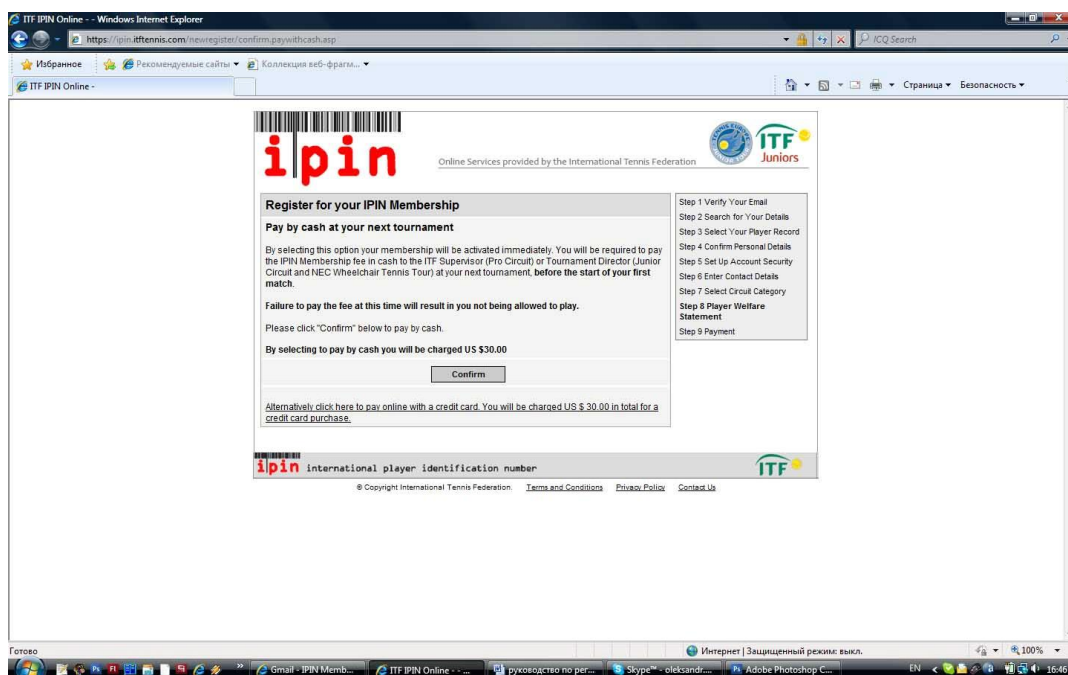 ITF IPIN Online - - Windows Internet Explorer
https://ipin.itftennis.com/newregister/confirm.paywithcash.asp
ICQ Search
Избранное
Рекомендуемые сайты
Коллекция веб-фрагм...
ITF IPIN Online -
Страница
Безопасность
ipin
Online Services provided by the International Tennis Federation
ITF
Juniors
Register for your IPIN Membership
Pay by cash at your next tournament
By selecting this option your membership will be activated immediately. You will be required to pay
the IPIN Membership fee in cash to the ITF Supervisor (Pro Circuit) or Tournament Director (Junior
Circuit and NEC Wheelchair Tennis Tour) at your next tournament, before the start of your first
match.
Failure to pay the fee at this time will result in you not being allowed to play.
Please click "Confirm" below to pay by cash.
By selecting to pay by cash you will be charged US $30.00
Confirm
Alternatively click here to pay online with a credit card. You will be charged US $ 30.00 in total for a
credit card purchase.
Step 1 Verify Your Email
Step 2 Search for Your Details
Step 3 Select Your Player Record
Step 4 Confirm Personal Details
Step 5 Set Up Account Security
Step 6 Enter Contact Details
Step 7 Select Circuit Category
Step 8 Player Welfare
Statement
Step 9 Payment
ipin international player identification number
ITF
© Copyright International Tennis Federation. Terms and Conditions Privacy Policy Contact Us
Готово
Интернет | Защищенный режим: выкл.
100%
Gmail - IPIN Memb...
ITF IPIN Online - - ...
руководство по рег...
Skype™ - oleksandr....
Adobe Photoshop C...
EN
16:46